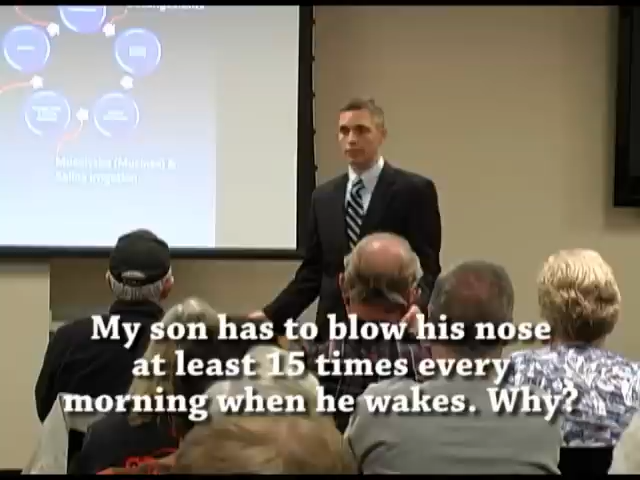 Mucolytics (Mucinex) &
Saline Irrigation
My son has to blow his nose
at least 15 times every
morning when he wakes. Why?